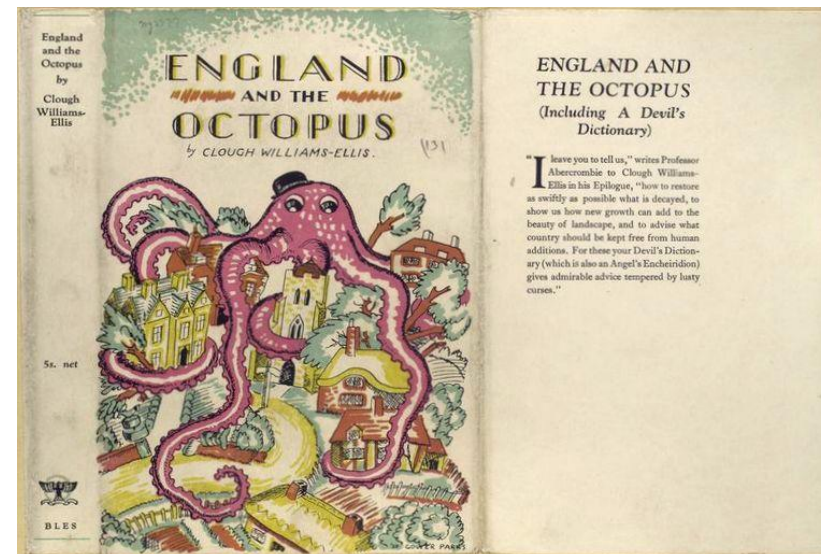 England
and the
Octopus
by
Clough
Williams-
Ellis
5s. net
BLES
ENGLAND
AND THE
OCTOPUS
by CLOUGH WILLIAMS-ELLIS.
131
GOWER PARKS
ENGLAND AND
THE OCTOPUS
(Including A Devil's
Dictionary)
"I leave you to tell us," writes Professor
Abercrombie to Clough Williams-
Ellis in his Epilogue, "how to restore
as swiftly as possible what is decayed, to
show us how new growth can add to the
beauty of landscape, and to advise what
country should be kept free from human
additions. For these your Devil's Diction-
ary (which is also an Angel's Encheiridion)
gives admirable advice tempered by lusty
curses."